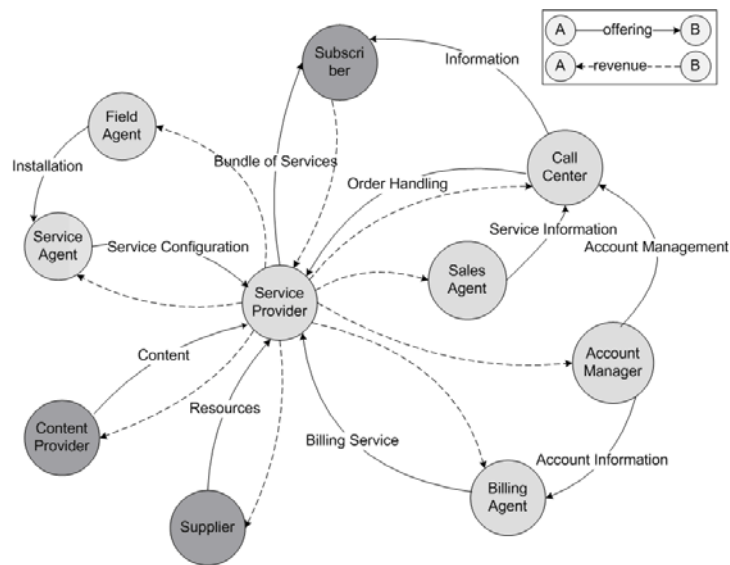 A offering B
A revenue B
Subscri
ber
Information
Field
Agent
Call
Center
Installation
Bundle of Services
Order Handling
Service
Agent
Service Configuration
Service Information
Account Management
Sales
Agent
Service
Provider
Content
Account
Manager
Resources
Content
Provider
Billing Service
Account Information
Billing
Agent
Supplier